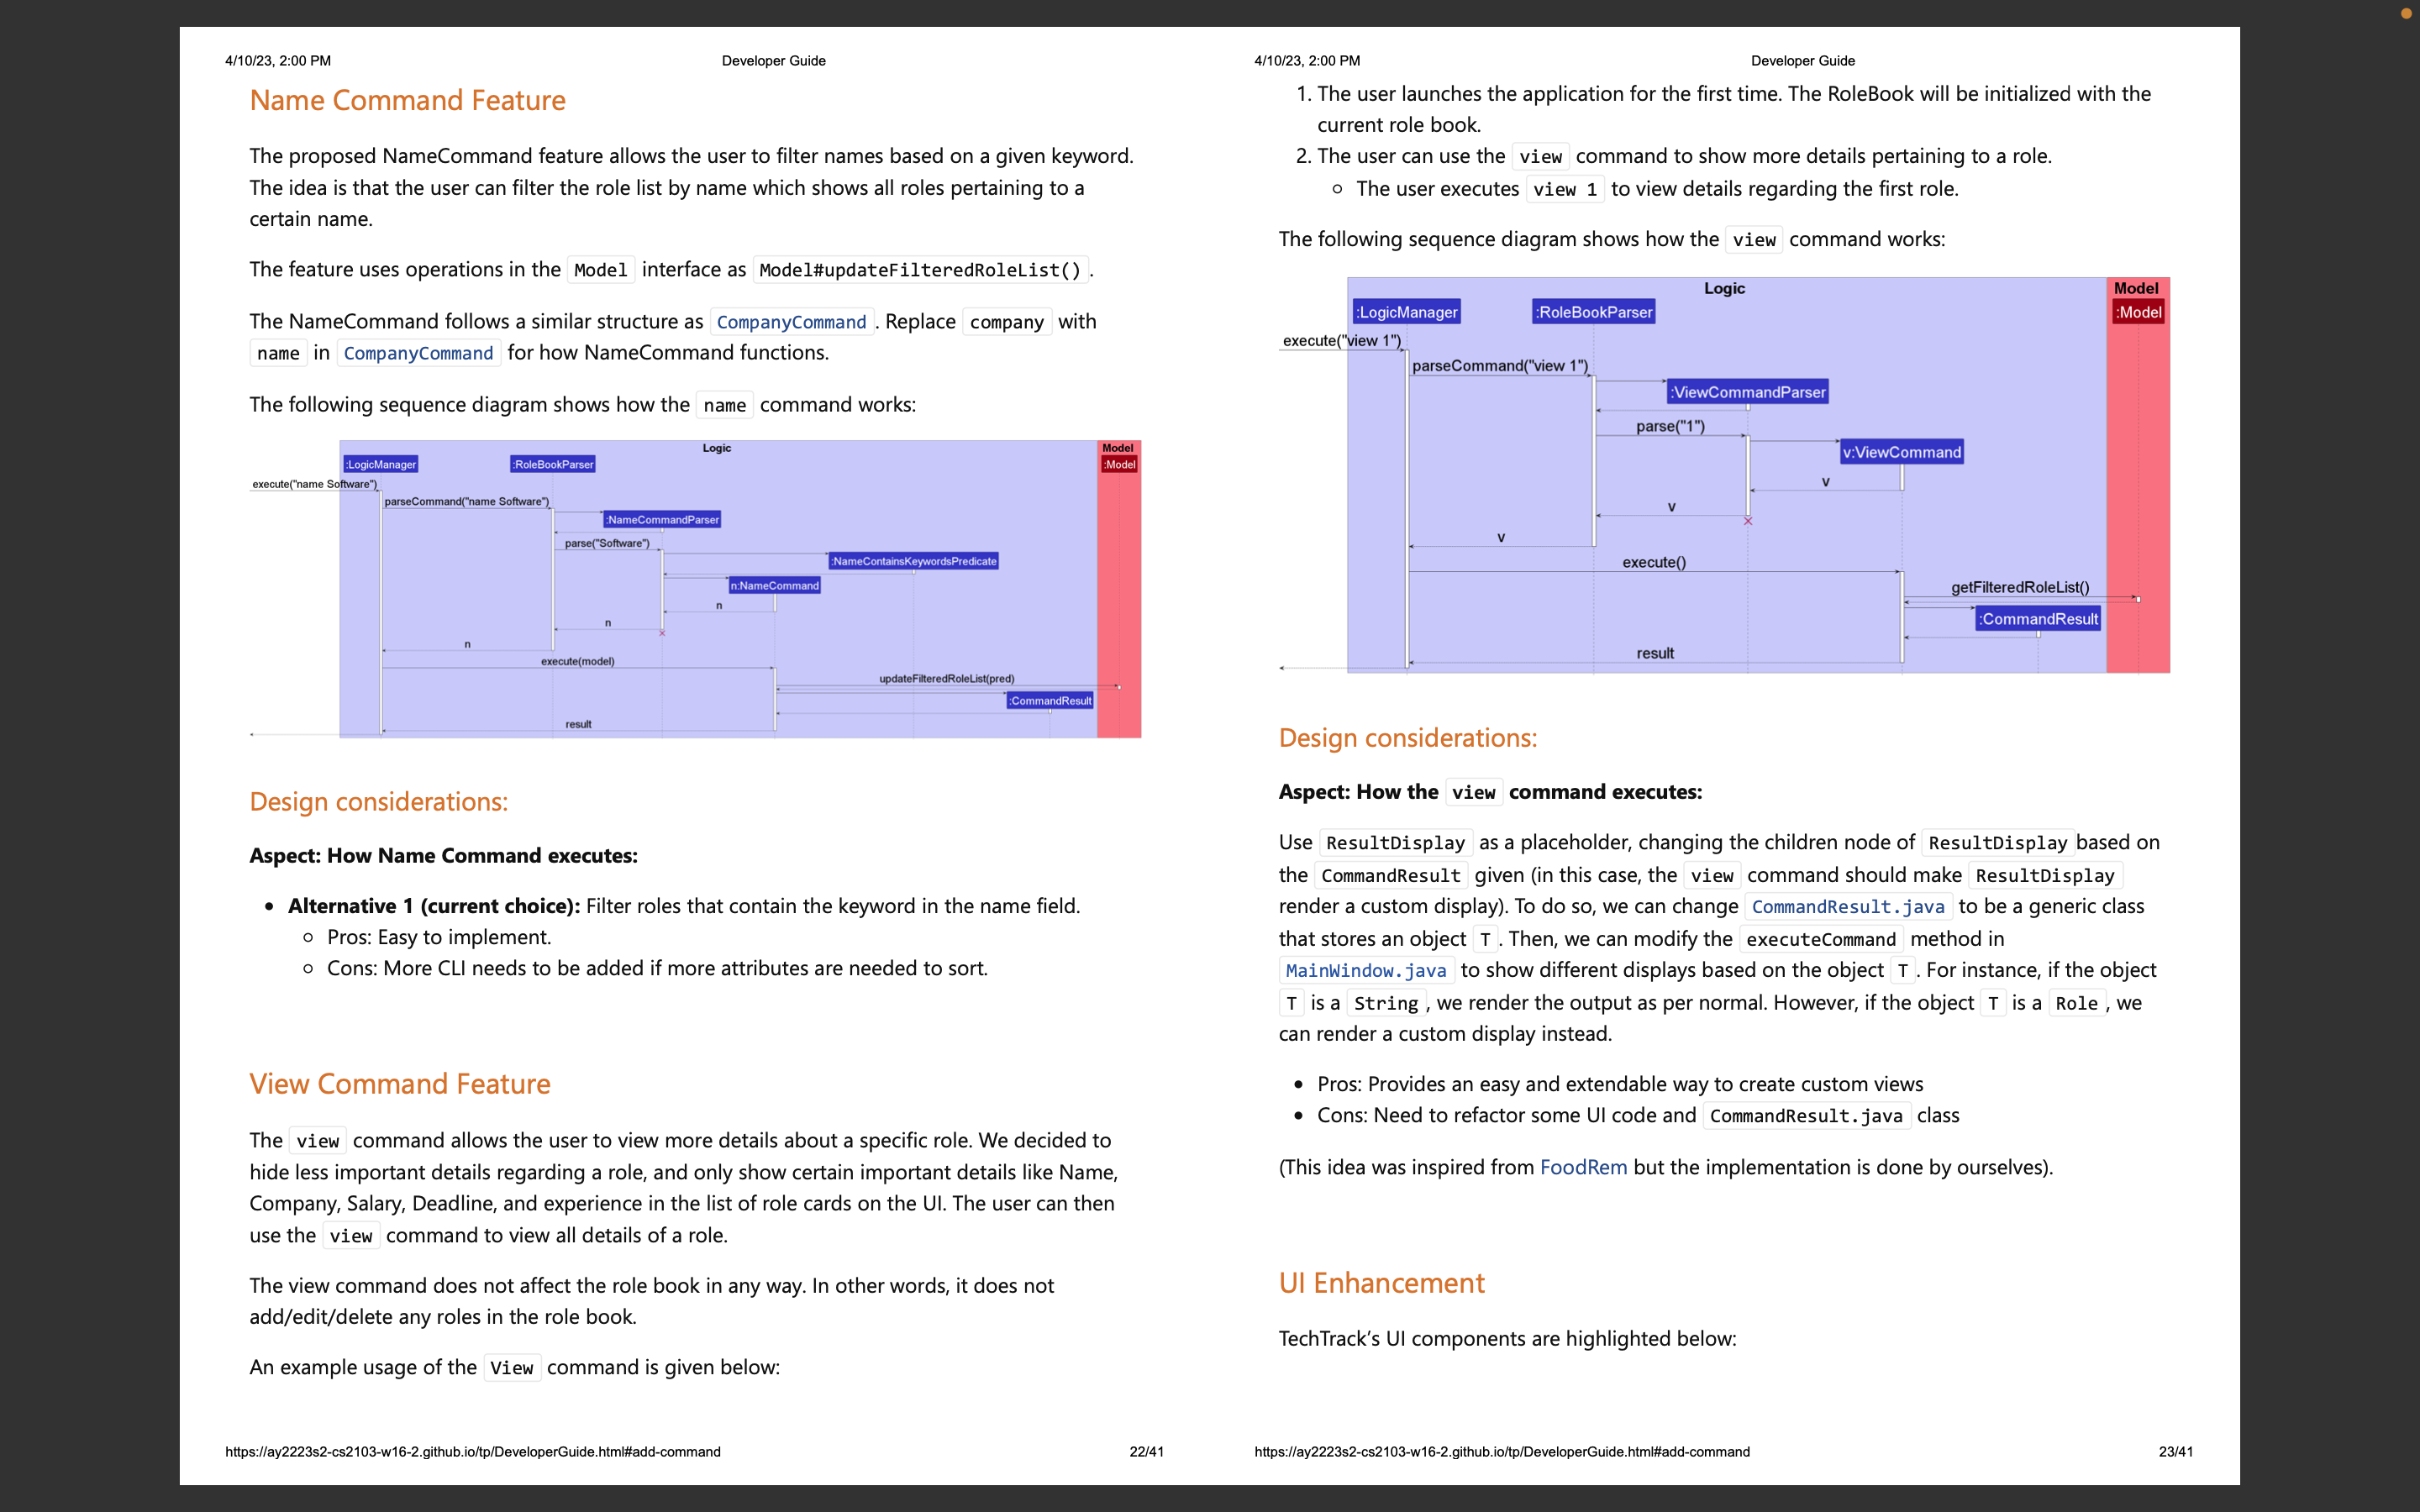 4/10/23, 2:00 PM
Developer Guide
Name Command Feature
The proposed NameCommand feature allows the user to filter names based on a given keyword.
The idea is that the user can filter the role list by name which shows all roles pertaining to a
certain name.
The feature uses operations in the Model interface as Model#updateFilteredRoleList() .
The NameCommand follows a similar structure as CompanyCommand . Replace company with
name in CompanyCommand for how NameCommand functions.
The following sequence diagram shows how the name command works:
Logic
Model
:LogicManager
:RoleBookParser
:Model
execute("name Software")
parseCommand("name Software")
:NameCommandParser
parse("Software")
:NameContainsKeywordsPredicate
n:NameCommand
n
n
n
execute(model)
updateFilteredRoleList(pred)
:CommandResult
result
Design considerations:
Aspect: How Name Command executes:
• Alternative 1 (current choice): Filter roles that contain the keyword in the name field.
○ Pros: Easy to implement.
○ Cons: More CLI needs to be added if more attributes are needed to sort.
View Command Feature
The view command allows the user to view more details about a specific role. We decided to
hide less important details regarding a role, and only show certain important details like Name,
Company, Salary, Deadline, and experience in the list of role cards on the UI. The user can then
use the view command to view all details of a role.
The view command does not affect the role book in any way. In other words, it does not
add/edit/delete any roles in the role book.
An example usage of the View command is given below:
https://ay2223s2-cs2103-w16-2.github.io/tp/DeveloperGuide.html#add-command
22/41
4/10/23, 2:00 PM
Developer Guide
1. The user launches the application for the first time. The RoleBook will be initialized with the
current role book.
2. The user can use the view command to show more details pertaining to a role.
○ The user executes view 1 to view details regarding the first role.
The following sequence diagram shows how the view command works:
Logic
Model
:LogicManager
:RoleBookParser
:Model
execute("view 1")
parseCommand("view 1")
:ViewCommandParser
parse("1")
v:ViewCommand
v
v
v
execute()
getFilteredRoleList()
:CommandResult
result
Design considerations:
Aspect: How the view command executes:
Use ResultDisplay as a placeholder, changing the children node of ResultDisplay based on
the CommandResult given (in this case, the view command should make ResultDisplay
render a custom display). To do so, we can change CommandResult.java to be a generic class
that stores an object T . Then, we can modify the executeCommand method in
MainWindow.java to show different displays based on the object T . For instance, if the object
T is a String , we render the output as per normal. However, if the object T is a Role , we
can render a custom display instead.
• Pros: Provides an easy and extendable way to create custom views
• Cons: Need to refactor some UI code and CommandResult.java class
(This idea was inspired from FoodRem but the implementation is done by ourselves).
UI Enhancement
TechTrack’s UI components are highlighted below:
https://ay2223s2-cs2103-w16-2.github.io/tp/DeveloperGuide.html#add-command
23/41